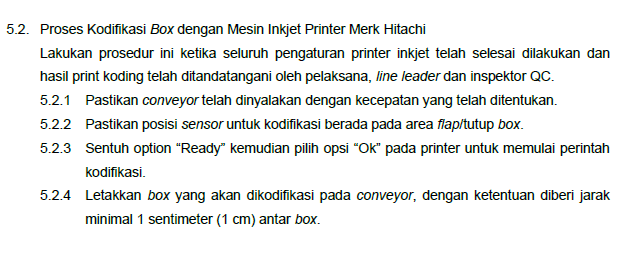 5.2. Proses Kodifikasi Box dengan Mesin Inkjet Printer Merk Hitachi
Lakukan prosedur ini ketika seluruh pengaturan printer inkjet telah selesai dilakukan dan
hasil print koding telah ditandatangani oleh pelaksana, line leader dan inspektor QC.
5.2.1 Pastikan conveyor telah dinyalakan dengan kecepatan yang telah ditentukan.
5.2.2 Pastikan posisi sensor untuk kodifikasi berada pada area flap/tutup box.
5.2.3 Sentuh option “Ready” kemudian pilih opsi “Ok” pada printer untuk memulai perintah
kodifikasi.
5.2.4 Letakkan box yang akan dikodifikasi pada conveyor, dengan ketentuan diberi jarak
minimal 1 sentimeter (1 cm) antar box.